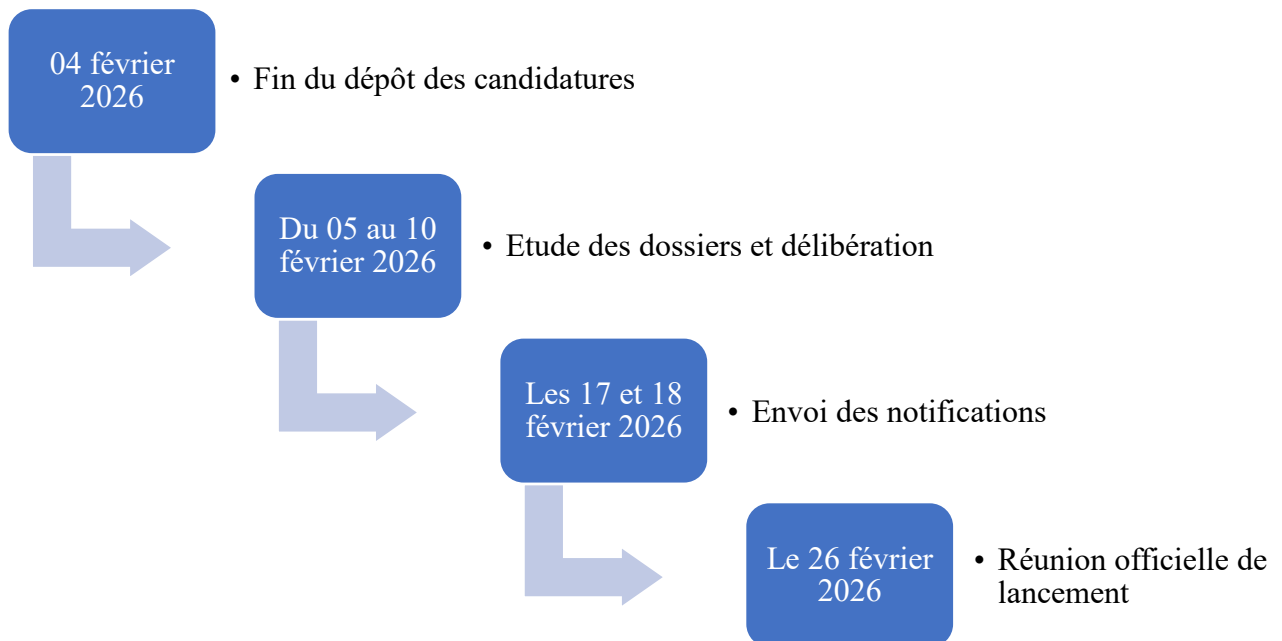 04 février
2026
• Fin du dépôt des candidatures
Du 05 au 10
février 2026
• Etude des dossiers et délibération
Les 17 et 18
février 2026
• Envoi des notifications
Le 26 février
2026
• Réunion officielle de
lancement